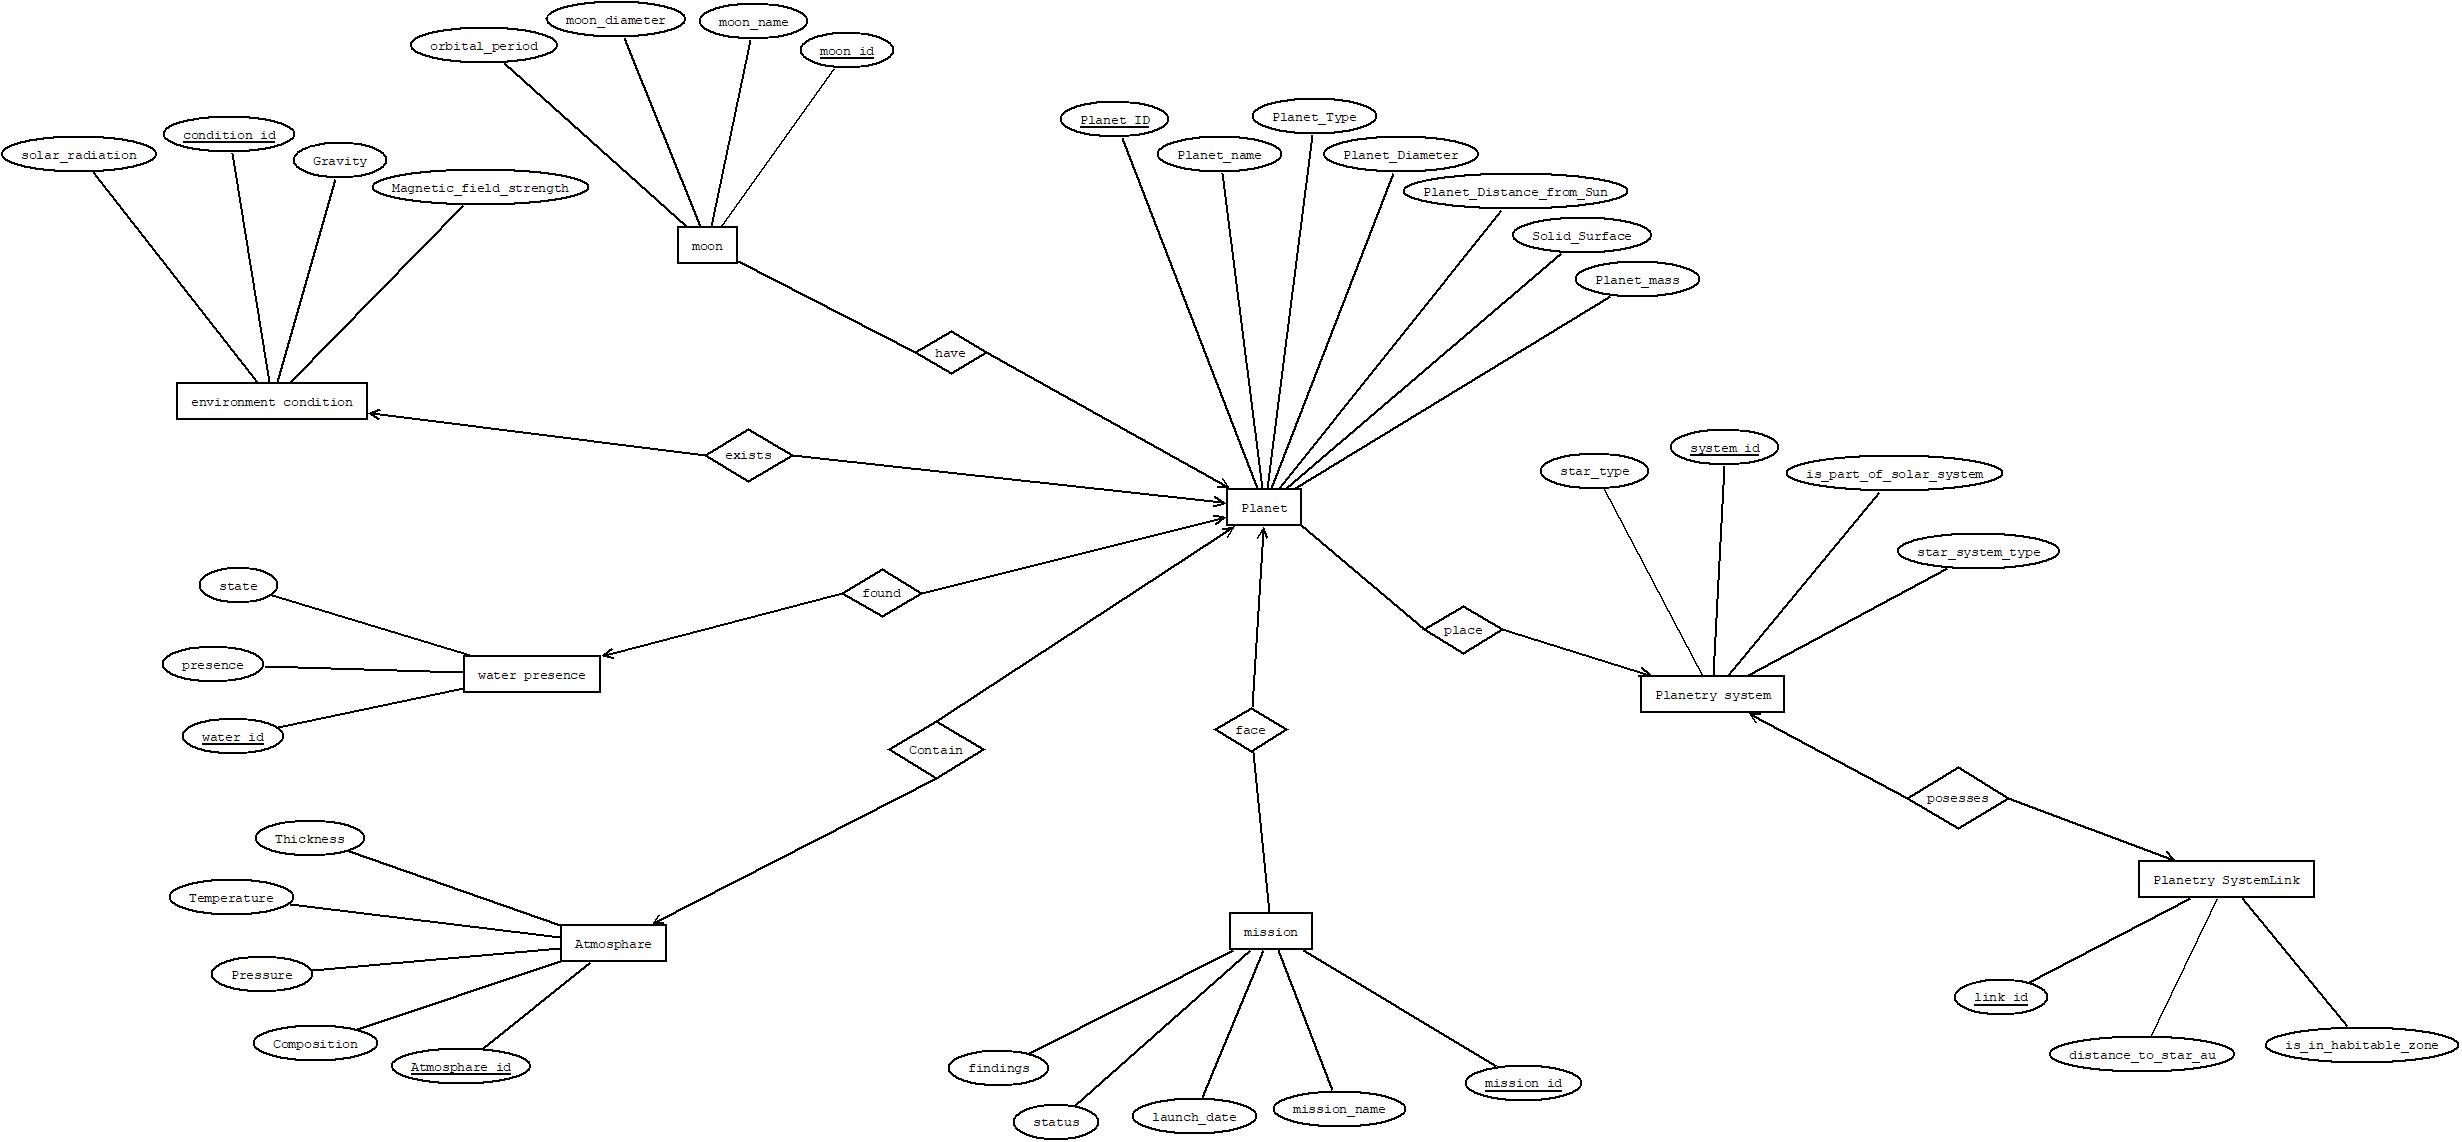 moon_diameter
moon_name
orbital_period
moon_id
Planet_ID
Planet_Type
condition_id
solar_radiation
Gravity
Planet_name
Planet_Diameter
Magnetic_field_strength
Planet_Distance_from_Sun
Solid_Surface
moon
Planet_mass
have
environment condition
exists
system_id
star_type
is_part_of_solar_system
Planet
star_system_type
state
found
place
presence
water presence
Planetry system
water_id
Contain
face
posesses
Thickness
Planetry SystemLink
Temperature
Atmosphare
mission
Pressure
link_id
Composition
distance_to_star_au
is_in_habitable_zone
Atmosphare_id
findings
mission_id
status
launch_date
mission_name